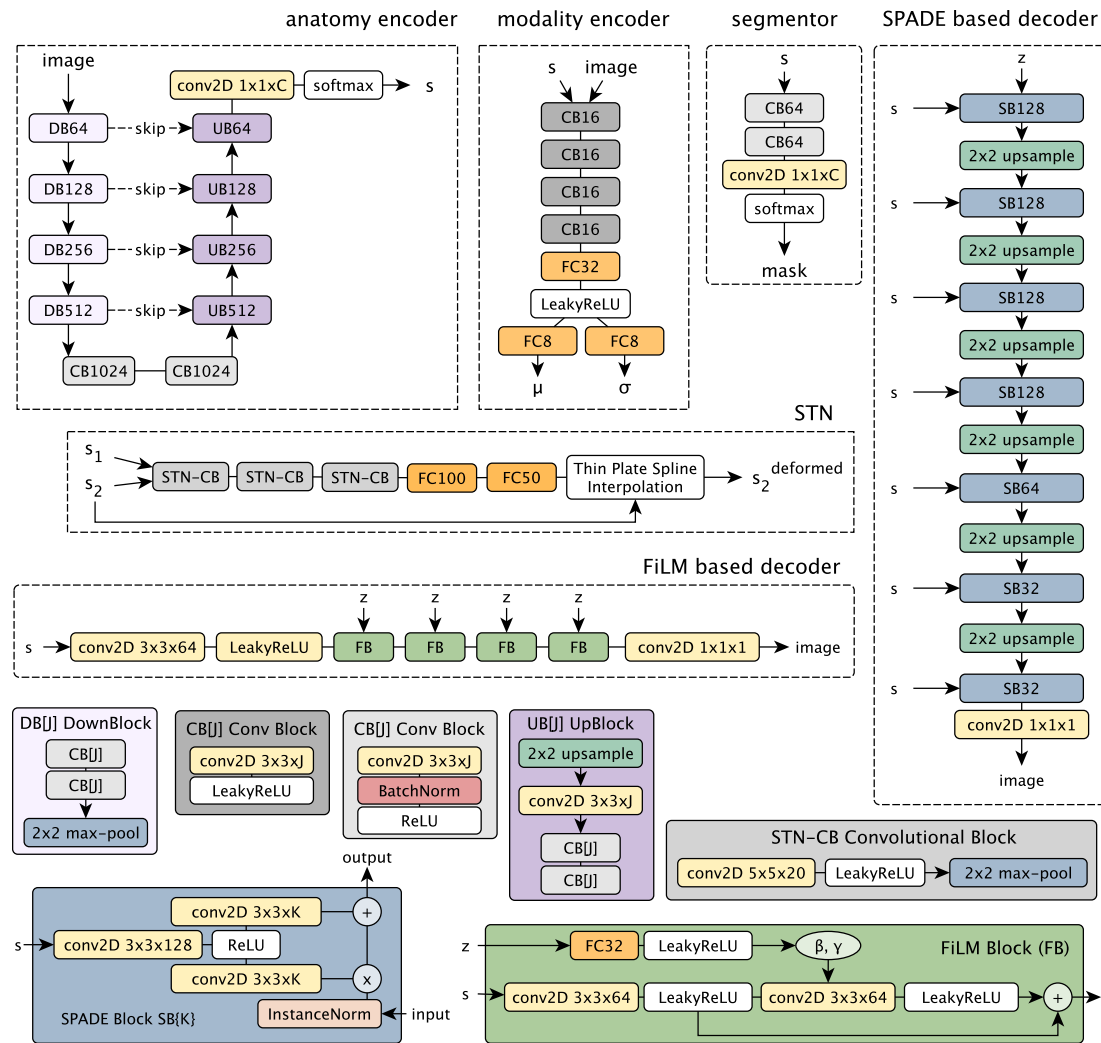 anatomy encoder
image
conv2D 1x1xC
softmax
s
DB64
skip
UB64
DB128
skip
UB128
DB256
skip
UB256
DB512
skip
UB512
CB1024
CB1024
modality encoder
s
image
CB16
CB16
CB16
CB16
FC32
LeakyReLU
FC8
FC8
μ
σ
segmentor
s
CB64
CB64
conv2D 1x1xC
softmax
mask
SPADE based decoder
z
s
SB128
2x2 upsample
s
SB128
2x2 upsample
s
SB128
2x2 upsample
s
SB128
2x2 upsample
s
SB64
2x2 upsample
s
SB32
2x2 upsample
s
SB32
conv2D 1x1x1
image
STN
s1
s2
STN-CB
STN-CB
STN-CB
FC100
FC50
Thin Plate Spline
Interpolation
s2 deformed
FiLM based decoder
z
z
z
z
s
conv2D 3x3x64
LeakyReLU
FB
FB
FB
FB
conv2D 1x1x1
image
DB[J] DownBlock
CB[J]
CB[J]
2x2 max-pool
CB[J] Conv Block
conv2D 3x3xJ
LeakyReLU
CB[J] Conv Block
conv2D 3x3xJ
BatchNorm
ReLU
UB[J] UpBlock
2x2 upsample
conv2D 3x3xJ
CB[J]
CB[J]
STN-CB Convolutional Block
conv2D 5x5x20
LeakyReLU
2x2 max-pool
output
conv2D 3x3xK
+
s
conv2D 3x3x128
ReLU
conv2D 3x3xK
x
InstanceNorm
input
SPADE Block SB{K}
z
FC32
LeakyReLU
β, γ
FiLM Block (FB)
s
conv2D 3x3x64
LeakyReLU
conv2D 3x3x64
LeakyReLU
+